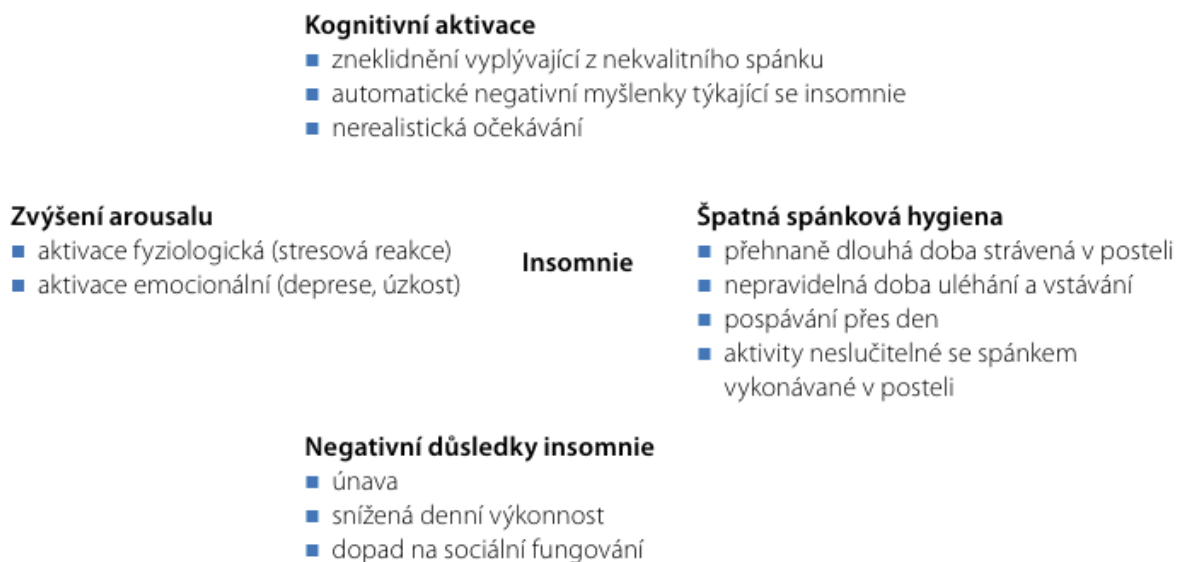 Kognitivní aktivace
■ zneklidnění vyplývající z nekvalitního spánku
■ automatické negativní myšlenky týkající se insomnie
■ nerealistická očekávání
Zvýšení arousalu
■ aktivace fyziologická (stresová reakce)
■ aktivace emocionální (deprese, úzkost)
Insomnie
Špatná spánková hygiena
■ přehnaně dlouhá doba strávená v posteli
■ nepravidelná doba uléhání a vstávání
■ pospávání přes den
■ aktivity neslučitelné se spánkem
vykonávané v posteli
Negativní důsledky insomnie
■ únava
■ snížená denní výkonnost
■ dopad na sociální fungování